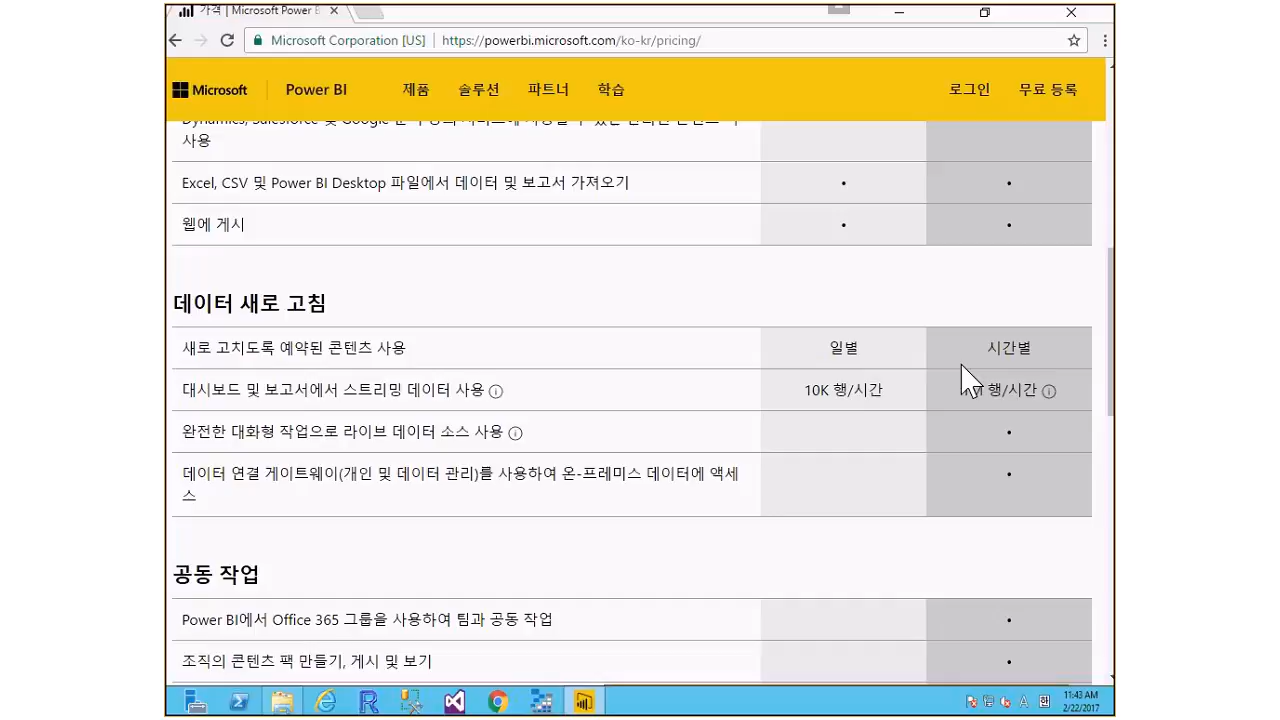 가격 | Microsoft Power B
Microsoft Corporation [US] https://powerbi.microsoft.com/ko-kr/pricing/
Microsoft Power BI 제품 솔루션 파트너 학습 로그인 무료 등록
사용
Excel, CSV 및 Power BI Desktop 파일에서 데이터 및 보고서 가져오기 • •
웹에 게시 • •
데이터 새로 고침
새로 고치도록 예약된 콘텐츠 사용 일별 시간별
대시보드 및 보고서에서 스트리밍 데이터 사용 10K 행/시간 행/시간
완전한 대화형 작업으로 라이브 데이터 소스 사용 •
데이터 연결 게이트웨이(개인 및 데이터 관리)를 사용하여 온-프레미스 데이터에 액세 •
스
공동 작업
Power BI에서 Office 365 그룹을 사용하여 팀과 공동 작업 •
조직의 콘텐츠 팩 만들기, 게시 및 보기 •
A 한 11:43 AM
2/22/2017